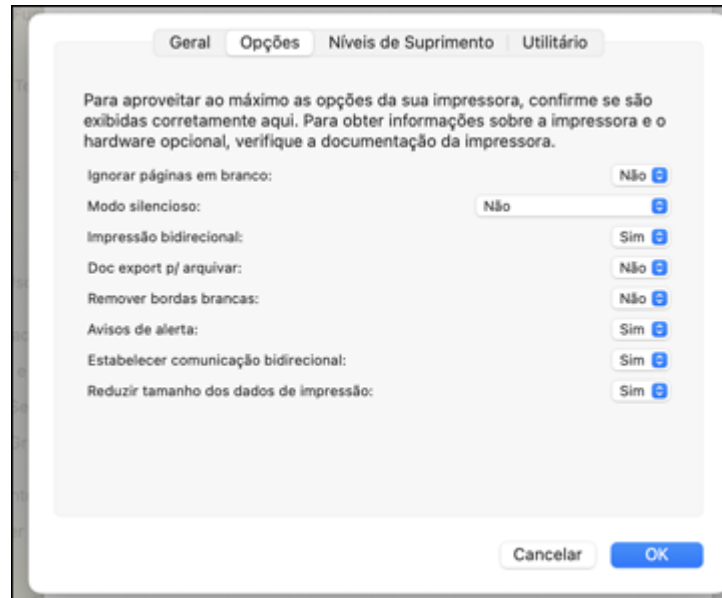 Geral Opções Níveis de Suprimento Utilitário
Para aproveitar ao máximo as opções da sua impressora, confirme se são
exibidas corretamente aqui. Para obter informações sobre a impressora e o
hardware opcional, verifique a documentação da impressora.
Ignorar páginas em branco: Não
Modo silencioso: Não
Impressão bidirecional: Sim
Doc export p/ arquivar: Não
Remover bordas brancas: Não
Avisos de alerta: Sim
Estabelecer comunicação bidirecional: Sim
Reduzir tamanho dos dados de impressão: Sim
Cancelar OK